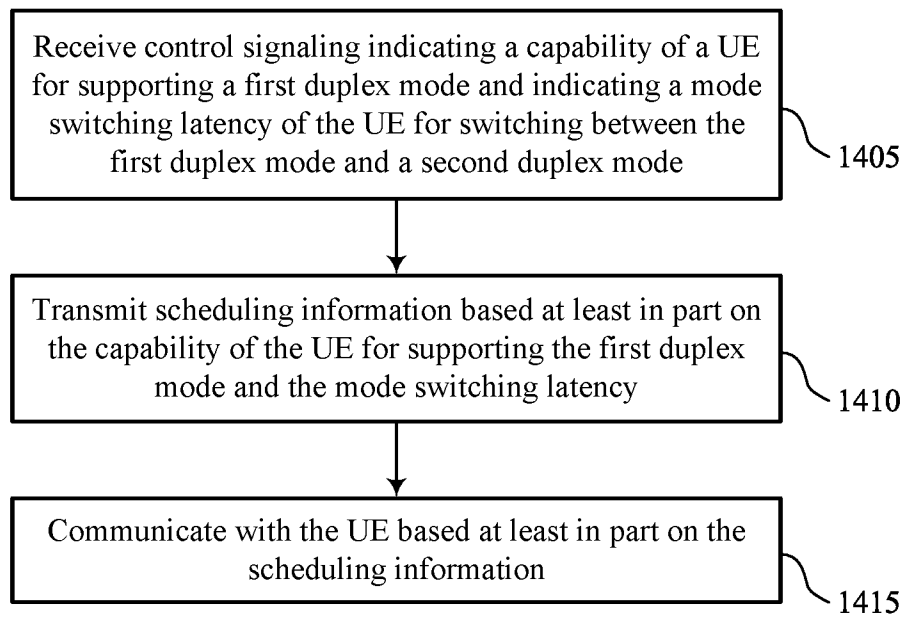 Receive control signaling indicating a capability of a UE
for supporting a first duplex mode and indicating a mode
switching latency of the UE for switching between the
first duplex mode and a second duplex mode
1405
Transmit scheduling information based at least in part on
the capability of the UE for supporting the first duplex
mode and the mode switching latency
1410
Communicate with the UE based at least in part on the
scheduling information
1415